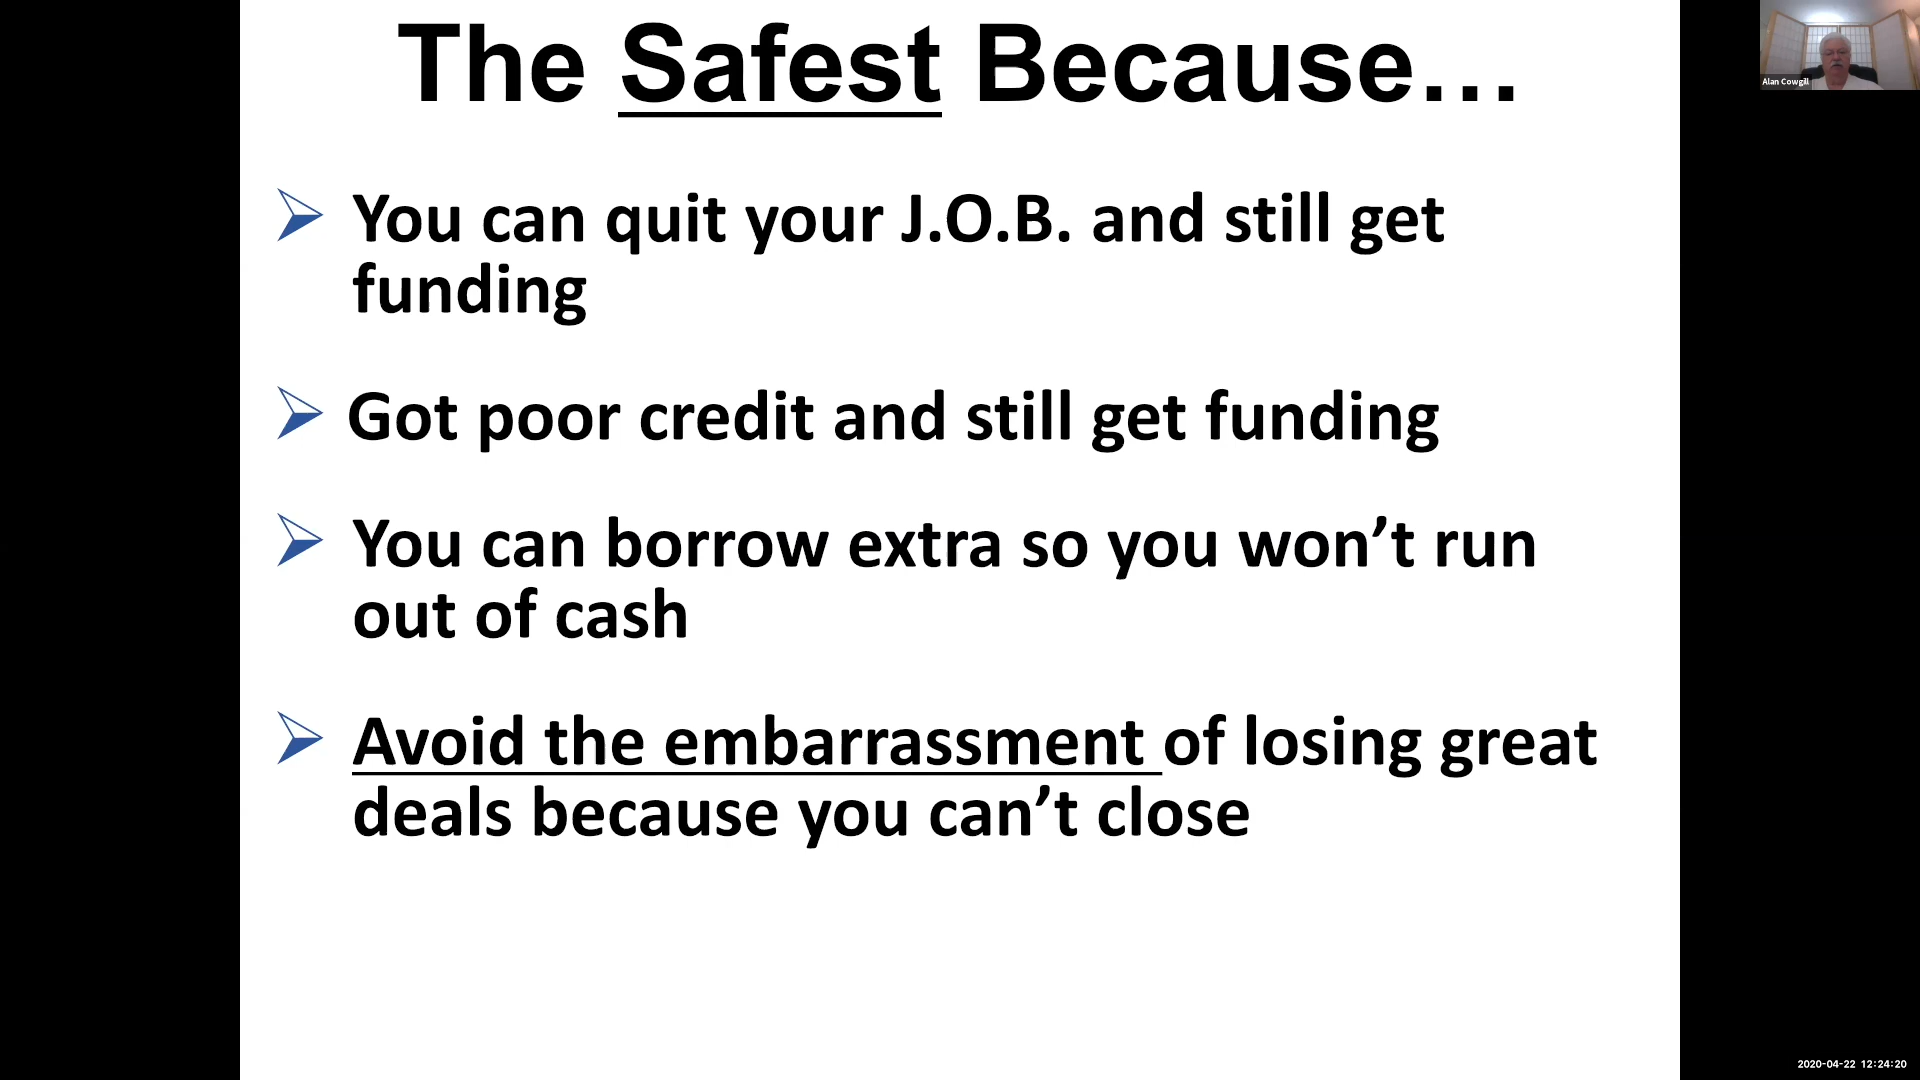 The Safest Because…
Alan Cowgill
You can quit your J.O.B. and still get
funding
Got poor credit and still get funding
You can borrow extra so you won’t run
out of cash
Avoid the embarrassment of losing great
deals because you can’t close
2020-04-22 12:24:20